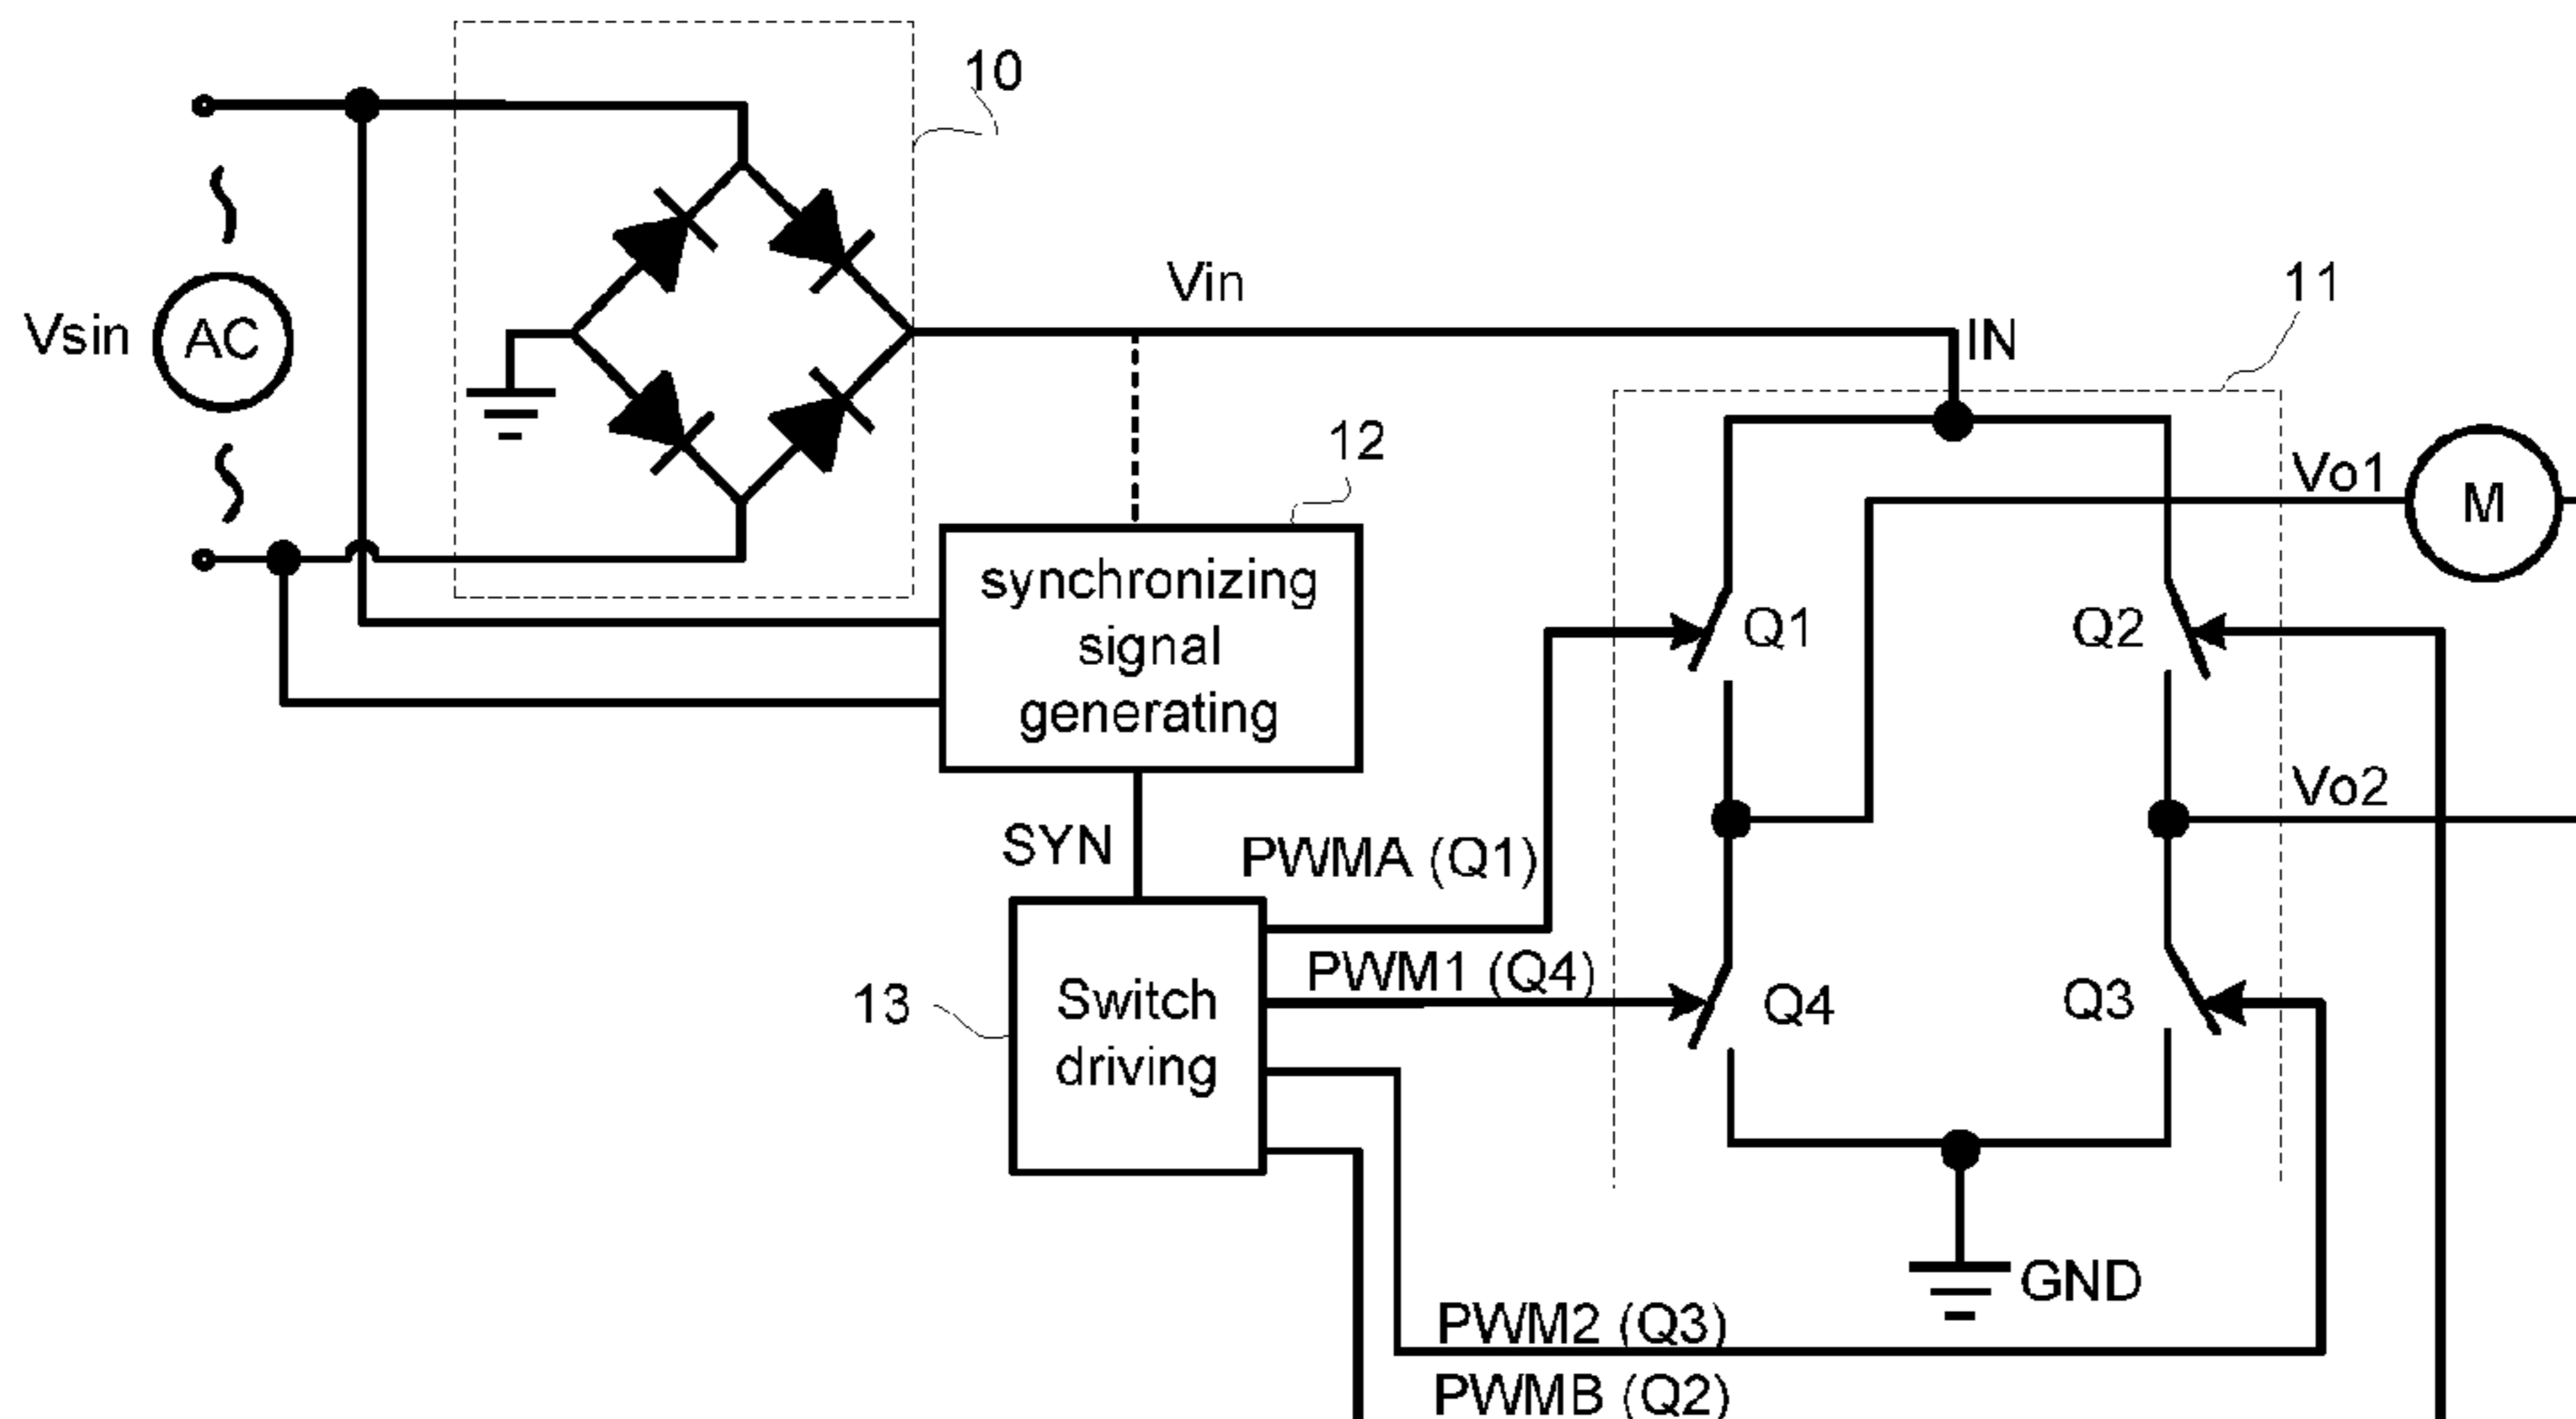 10
Vsin
AC
Vin
IN
11
12
Vo1
M
synchronizing
signal
generating
Q1
Q2
Vo2
SYN
PWMA (Q1)
PWM1 (Q4)
13
Switch
driving
Q4
Q3
GND
PWM2 (Q3)
PWMB (Q2)